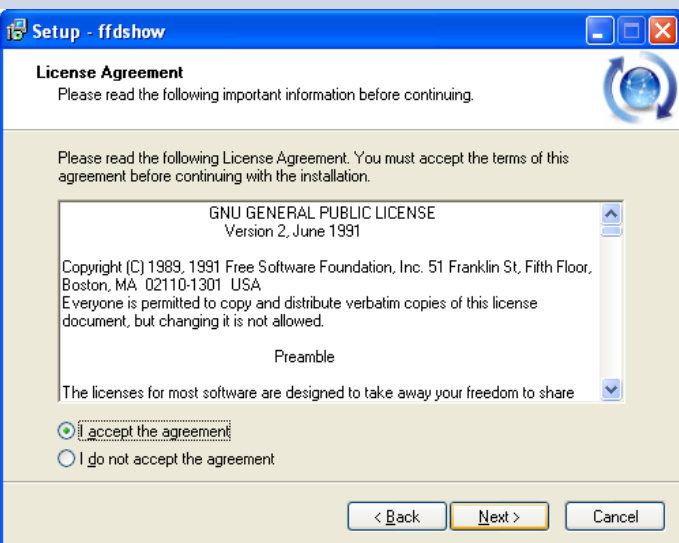 Setup - ffdshow
License Agreement
Please read the following important information before continuing.
Please read the following License Agreement. You must accept the terms of this
agreement before continuing with the installation.
GNU GENERAL PUBLIC LICENSE
Version 2, June 1991
Copyright (C) 1989, 1991 Free Software Foundation, Inc. 51 Franklin St, Fifth Floor,
Boston, MA  02110-1301  USA
Everyone is permitted to copy and distribute verbatim copies of this license
document, but changing it is not allowed.
Preamble
The licenses for most software are designed to take away your freedom to share
I accept the agreement
I do not accept the agreement
< Back  Next >  Cancel